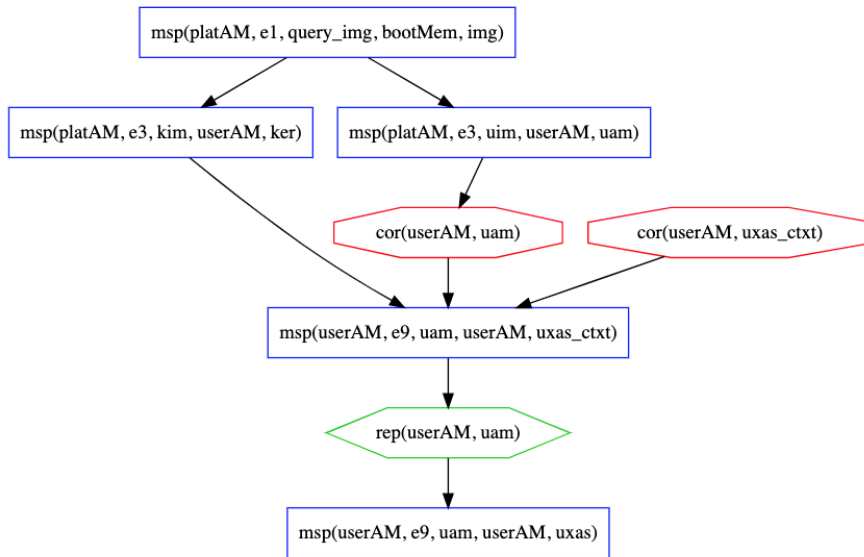 msp(platAM, e1, query_img, bootMem, img)
msp(platAM, e3, kim, userAM, ker)
msp(platAM, e3, uim, userAM, uam)
cor(userAM, uam)
cor(userAM, uxas_ctxt)
msp(userAM, e9, uam, userAM, uxas_ctxt)
rep(userAM, uam)
msp(userAM, e9, uam, userAM, uxas)